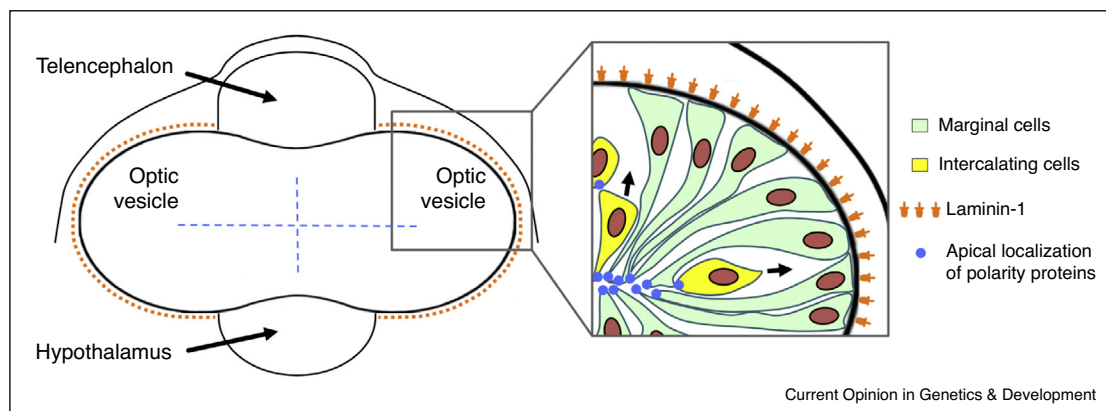 Telencephalon
Optic
vesicle
Optic
vesicle
Hypothalamus
Marginal cells
Intercalating cells
Laminin-1
Apical localization
of polarity proteins
Current Opinion in Genetics & Development